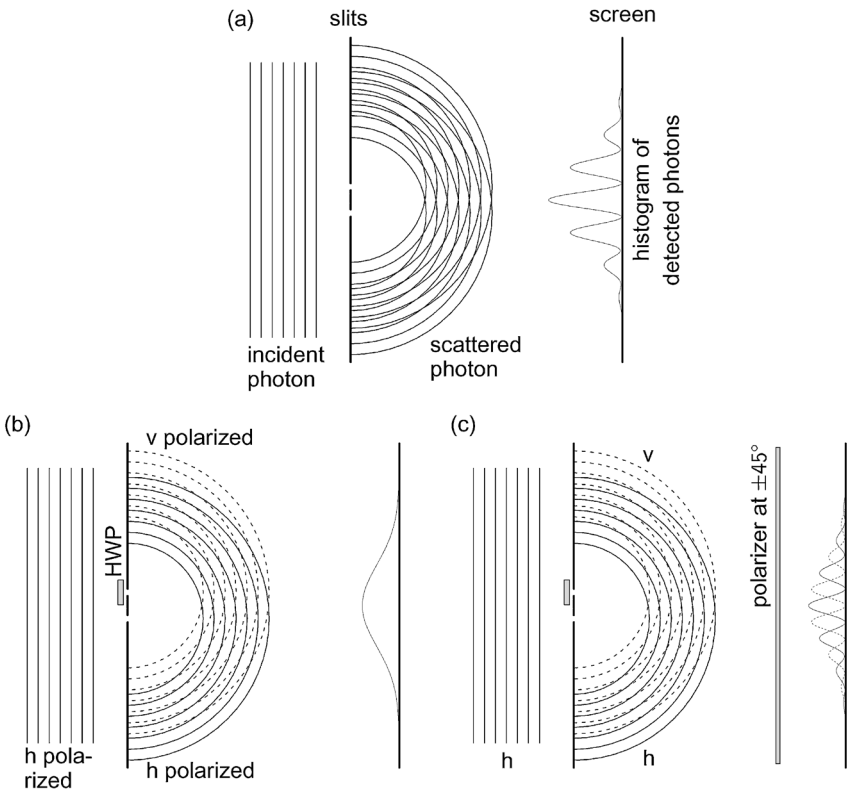 (a)
slits
screen
histogram of
detected photons
incident
photon
scattered
photon
(b)
v polarized
HWP
h pola-
rized
h polarized
(c)
v
polarizer at ±45°
h
h